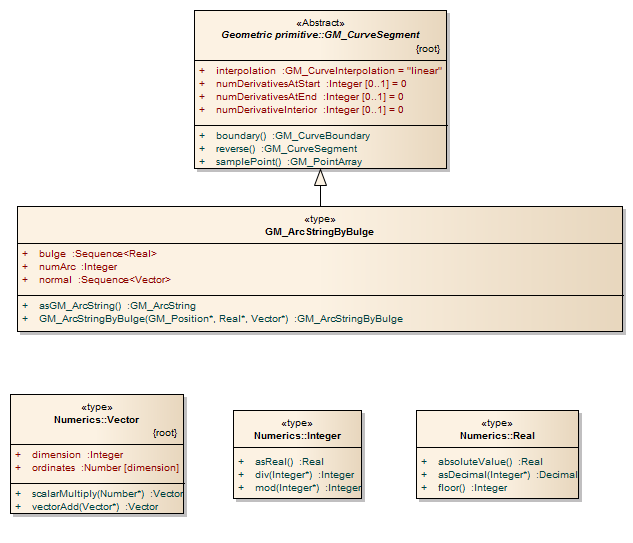 «Abstract»
Geometric primitive::GM_CurveSegment
{root}
+ interpolation :GM_CurveInterpolation = "linear"
+ numDerivativesAtStart :Integer [0..1] = 0
+ numDerivativesAtEnd :Integer [0..1] = 0
+ numDerivativeInterior :Integer [0..1] = 0
+ boundary() :GM_CurveBoundary
+ reverse() :GM_CurveSegment
+ samplePoint() :GM_PointArray
«type»
GM_ArcStringByBulge
+ bulge :Sequence<Real>
+ numArc :Integer
+ normal :Sequence<Vector>
+ asGM_ArcString() :GM_ArcString
+ GM_ArcStringByBulge(GM_Position*, Real*, Vector*) :GM_ArcStringByBulge
«type»
Numerics::Vector
{root}
+ dimension :Integer
+ ordinates :Number [dimension]
+ scalarMultiply(Number*) :Vector
+ vectorAdd(Vector*) :Vector
«type»
Numerics::Integer
+ asReal() :Real
+ div(Integer*) :Integer
+ mod(Integer*) :Integer
«type»
Numerics::Real
+ absoluteValue() :Real
+ asDecimal(Integer*) :Decimal
+ floor() :Integer